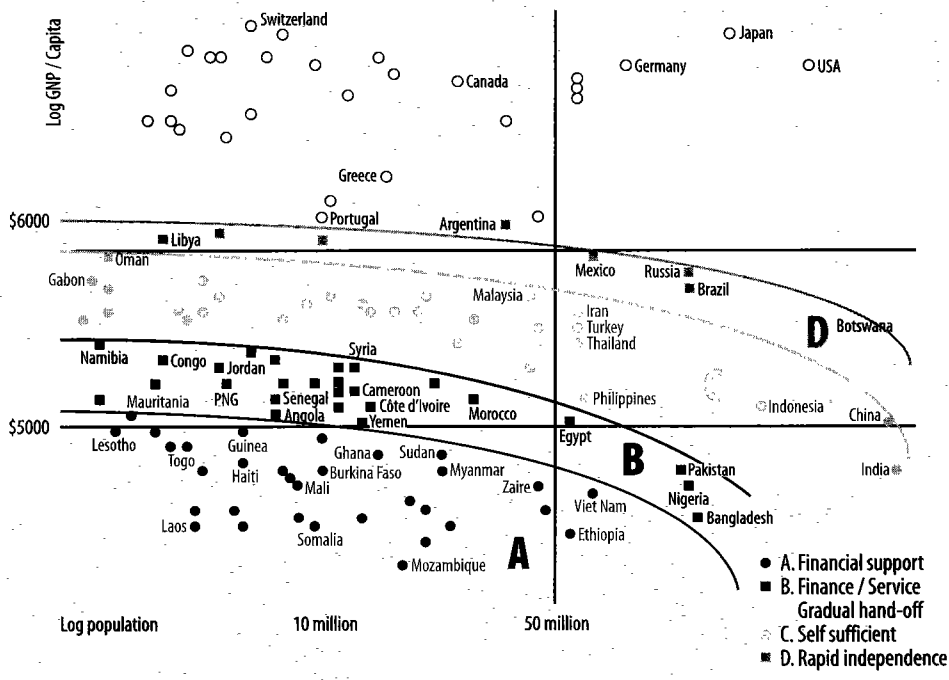 Log GNP / Capita
Switzerland
Japan
Germany
USA
Canada
Greece
$6000
Portugal
Argentina
Libya
Oman
Mexico
Russia
Gabon
Brazil
Malaysia
Iran
D
Botswana
Turkey
Thailand
Namibia
Syria
Congo
Jordan
C
Cameroon
Mauritania
PNG
Senegal
Côte d'Ivoire
Philippines
Indonesia
Angola
Yemen
Morocco
China
$5000
Egypt
Lesotho
Guinea
Togo
Ghana
Sudan
B
Haiti
Burkina Faso
Myanmar
Pakistan
India
Mali
Zaire
Nigeria
Viet Nam
Laos
Somalia
Bangladesh
A
Ethiopia
Mozambique
A. Financial support
B. Finance / Service
Gradual hand-off
C. Self sufficient
D. Rapid independence
Log population
10 million
50 million